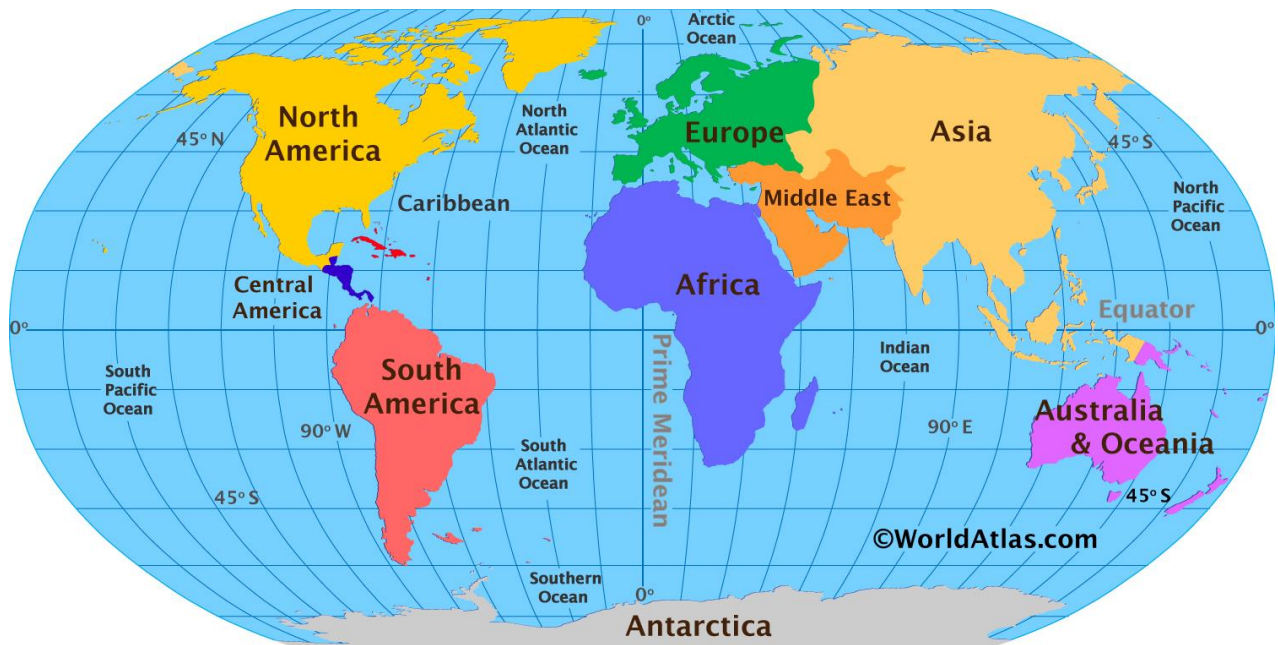 0°
Arctic
Ocean
North
America
45° N
North
Atlantic
Ocean
Europe
Asia
45° S
Caribbean
Middle East
North
Pacific
Ocean
Central
America
Africa
Equator
0°
0°
South
Pacific
Ocean
South
America
Prime Meridean
Indian
Ocean
Australia
& Oceania
90° W
90° E
South
Atlantic
Ocean
45° S
45° S
©WorldAtlas.com
Southern
Ocean
0°
Antarctica